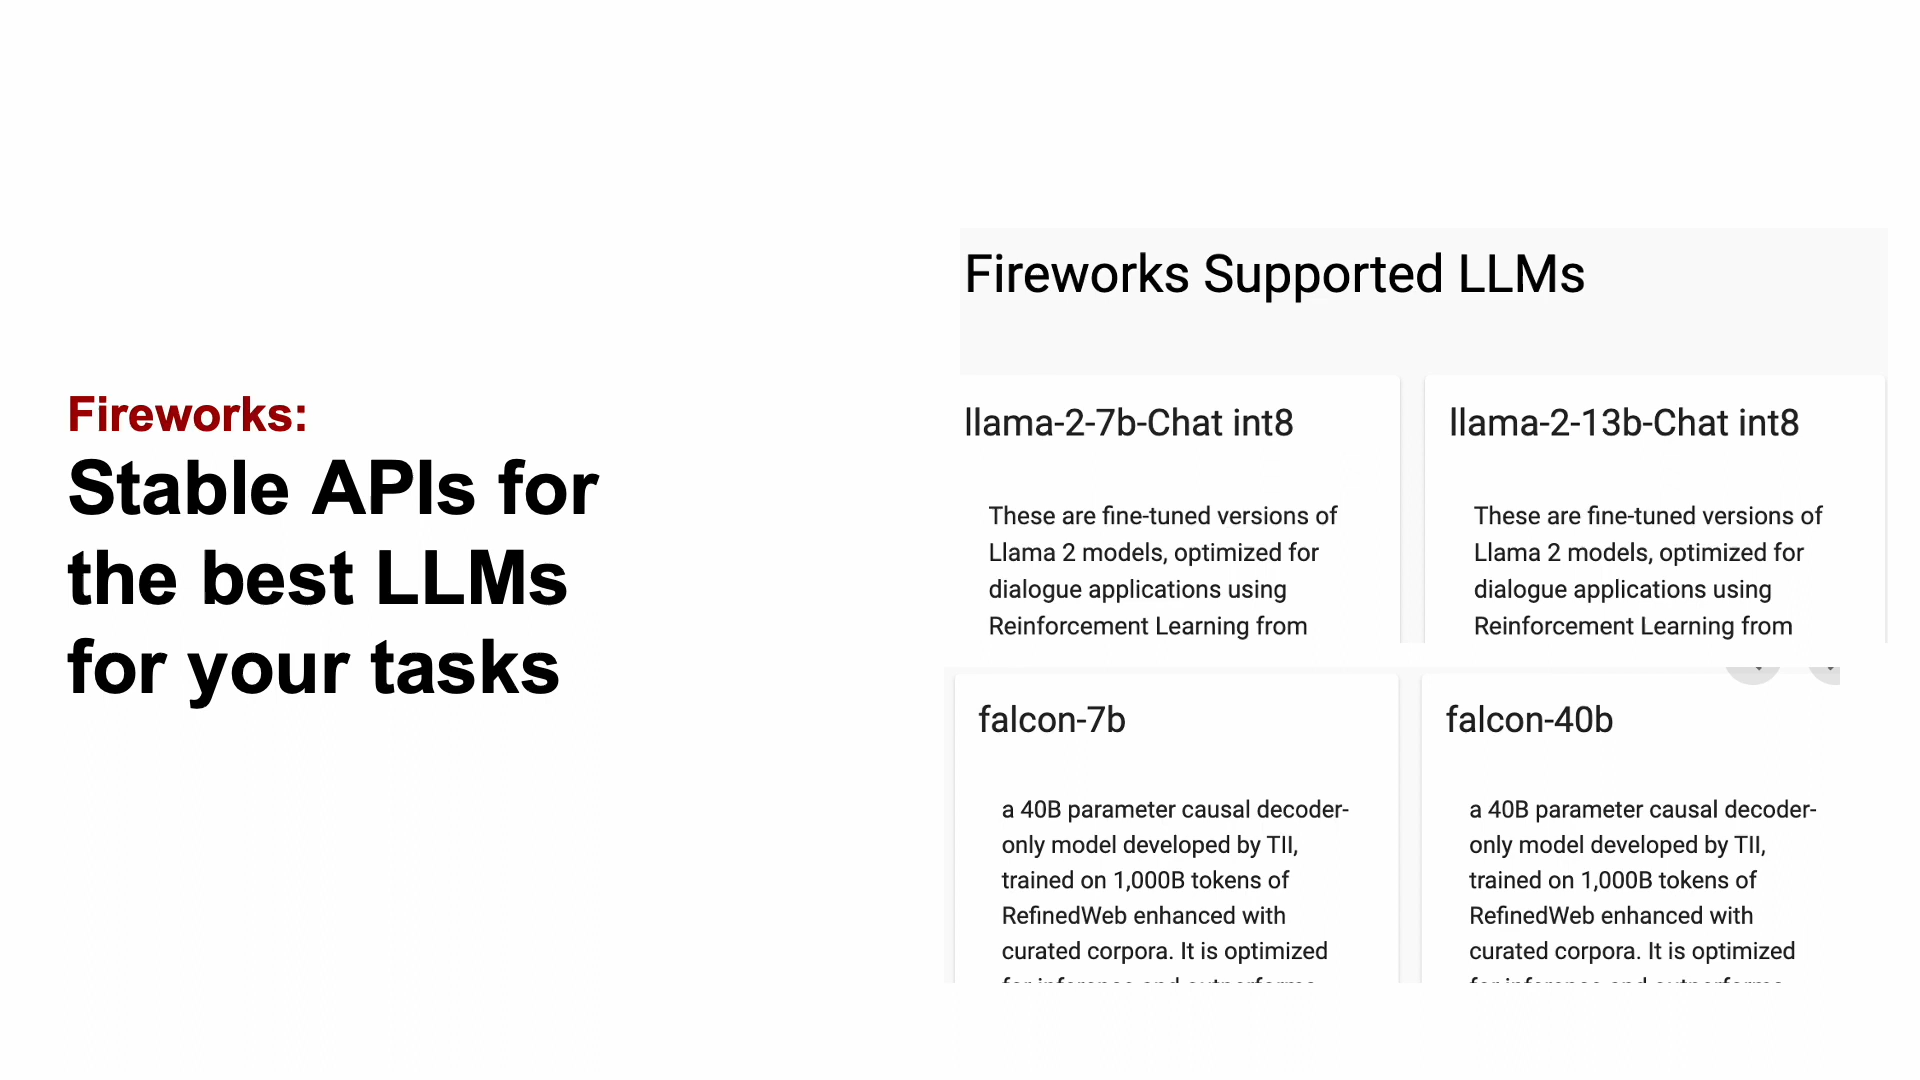 Fireworks:
Stable APIs for
the best LLMs
for your tasks
Fireworks Supported LLMs
llama-2-7b-Chat int8
These are fine-tuned versions of
Llama 2 models, optimized for
dialogue applications using
Reinforcement Learning from
llama-2-13b-Chat int8
These are fine-tuned versions of
Llama 2 models, optimized for
dialogue applications using
Reinforcement Learning from
falcon-7b
a 40B parameter causal decoder-
only model developed by TII,
trained on 1,000B tokens of
RefinedWeb enhanced with
curated corpora. It is optimized
falcon-40b
a 40B parameter causal decoder-
only model developed by TII,
trained on 1,000B tokens of
RefinedWeb enhanced with
curated corpora. It is optimized